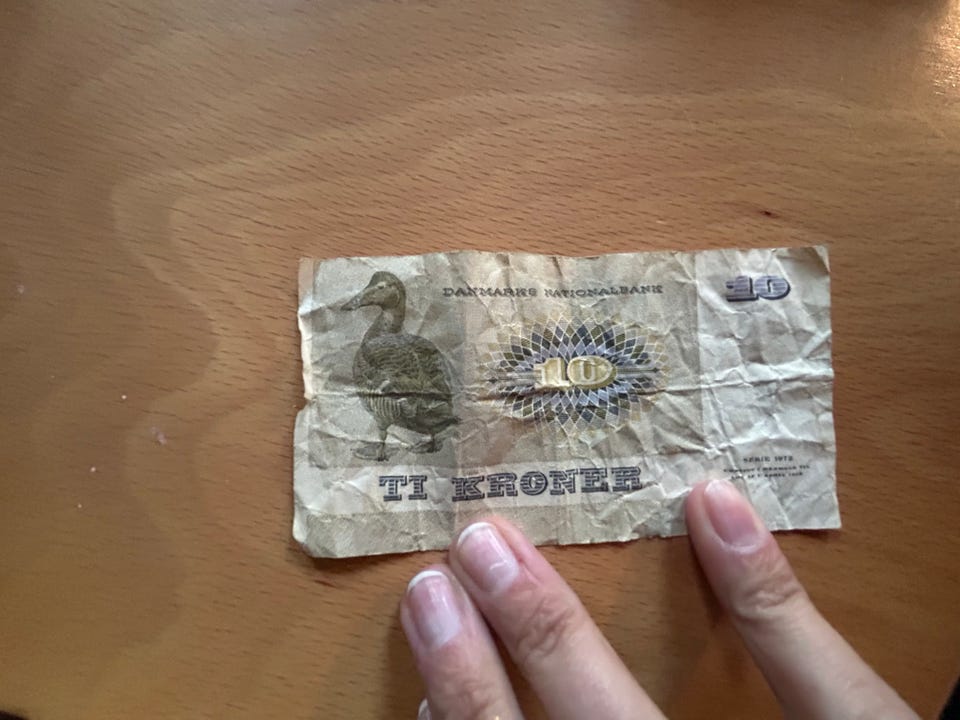 DANMARKS NATIONALBANK
10
10
TI KRONER
SERIE 1972